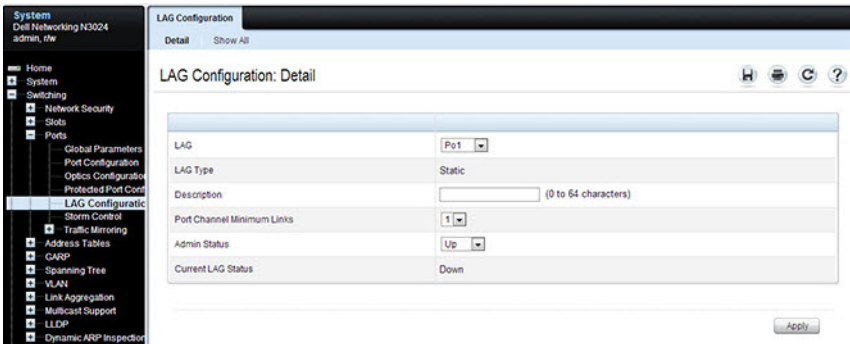 System
Dell Networking N3024
admin, r/w
Home
System
Switching
Network Security
Slots
Ports
Global Parameters
Port Configuration
Optics Configuratio
Protected Port Conf
LAG Configuratic
Storm Control
Traffic Mirroring
Address Tables
GARP
Spanning Tree
VLAN
Link Aggregation
Multicast Support
LLDP
Dynamic ARP Inspection
LAG Configuration
Detail Show All
LAG Configuration: Detail
LAG Po1
LAG Type Static
Description (0 to 64 characters)
Port Channel Minimum Links 1
Admin Status Up
Current LAG Status Down
Apply